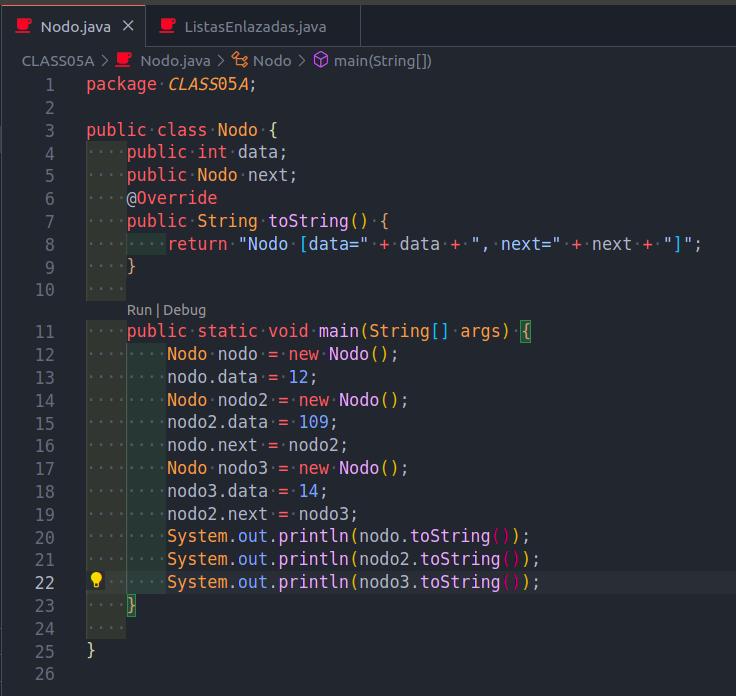 Nodo.java ListasEnlazadas.java
CLASS05A > Nodo.java > Nodo > main(String[])
1 package CLASS05A;
2
3 public class Nodo {
4 public int data;
5 public Nodo next;
6 @Override
7 public String toString() {
8 return "Nodo [data=" + data + ", next=" + next + "]";
9 }
10
Run | Debug
11 public static void main(String[] args) {
12 Nodo nodo = new Nodo();
13 nodo.data = 12;
14 Nodo nodo2 = new Nodo();
15 nodo2.data = 109;
16 nodo.next = nodo2;
17 Nodo nodo3 = new Nodo();
18 nodo3.data = 14;
19 nodo2.next = nodo3;
20 System.out.println(nodo.toString());
21 System.out.println(nodo2.toString());
22 System.out.println(nodo3.toString());
23 }
24
25 }
26